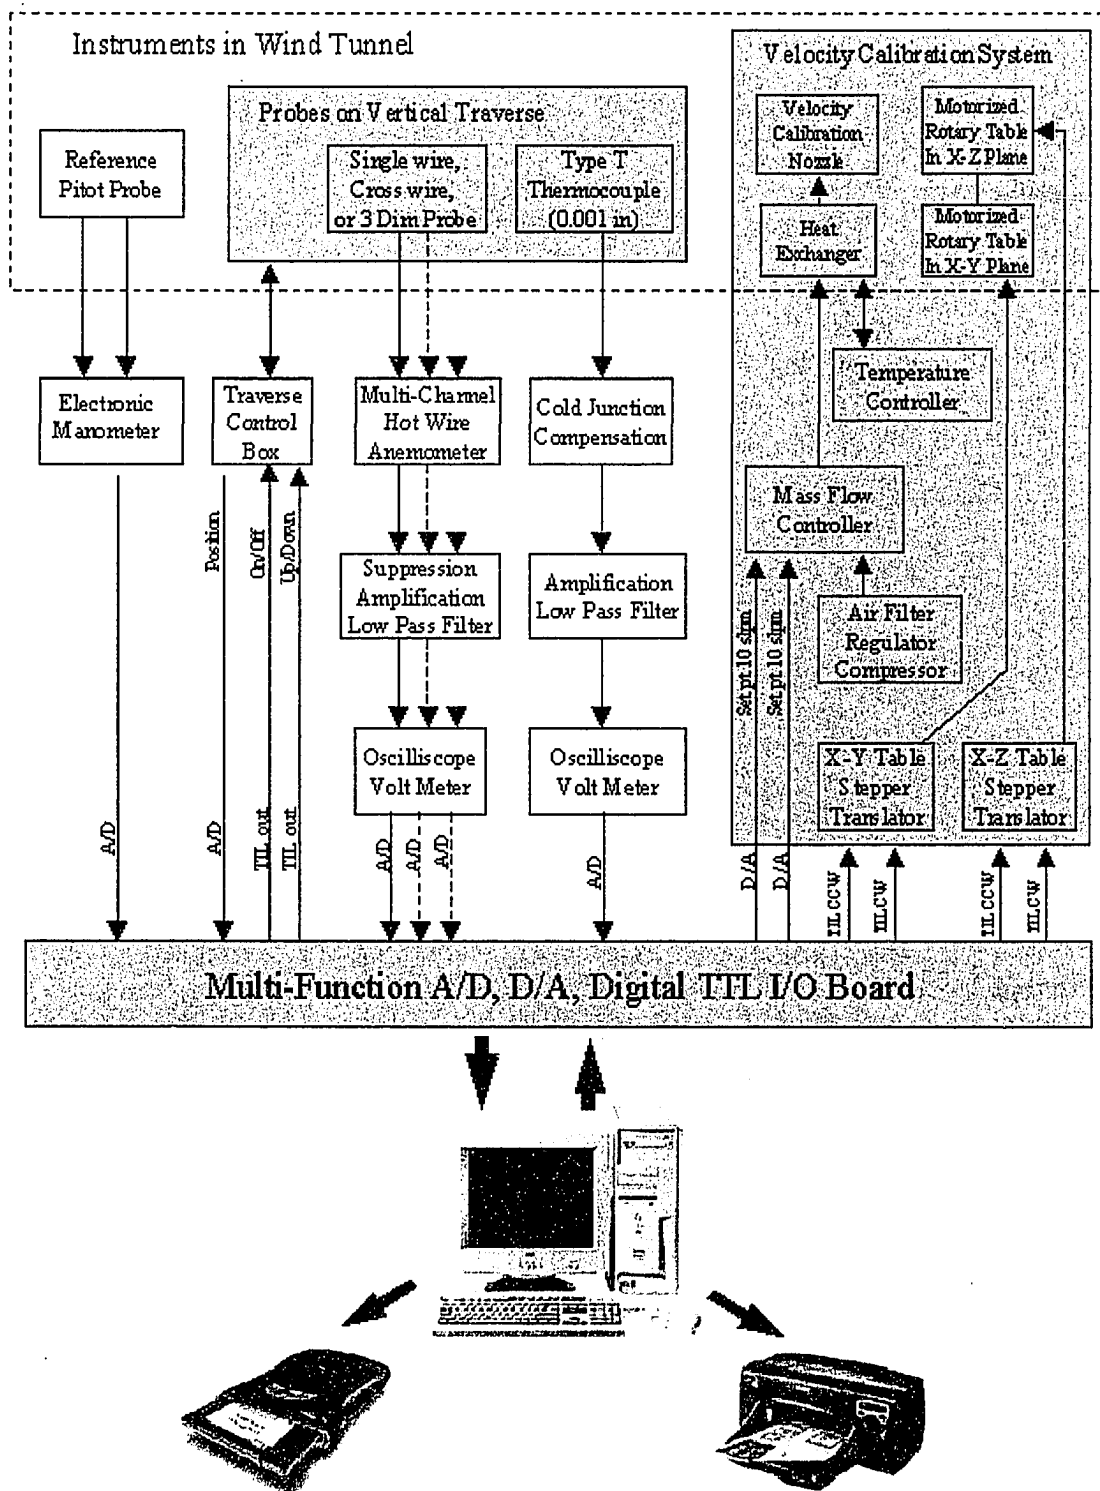 Instruments in Wind Tunnel
Velocity Calibration System
Probes on Vertical Traverse
Reference
Pitot Probe
Single wire,
Cross wire,
or 3 Dim Probe
Type T
Thermocouple
(0.001 in)
Velocity
Calibration
Nozzle
Motorized
Rotary Table
In X-Z Plane
Heat
Exchanger
Motorized
Rotary Table
In X-Y Plane
Electronic
Manometer
Traverse
Control
Box
Multi-Channel
Hot Wire
Anemometer
Cold Junction
Compensation
Temperature
Controller
Mass Flow
Controller
Position
On/Off
Up/Down
Suppression
Amplification
Low Pass Filter
Amplification
Low Pass Filter
Set pt 10 slpm
Set pt 10 slpm
Air Filter
Regulator
Compressor
Oscilliscope
Volt Meter
Oscilliscope
Volt Meter
X-Y Table
Stepper
Translator
X-Z Table
Stepper
Translator
A/D
A/D
TTL out
TTL out
A/D
A/D
A/D
A/D
D/A
D/A
TTL CCW
TTL CW
TTL CCW
TTL CW
Multi-Function A/D, D/A, Digital TTL I/O Board